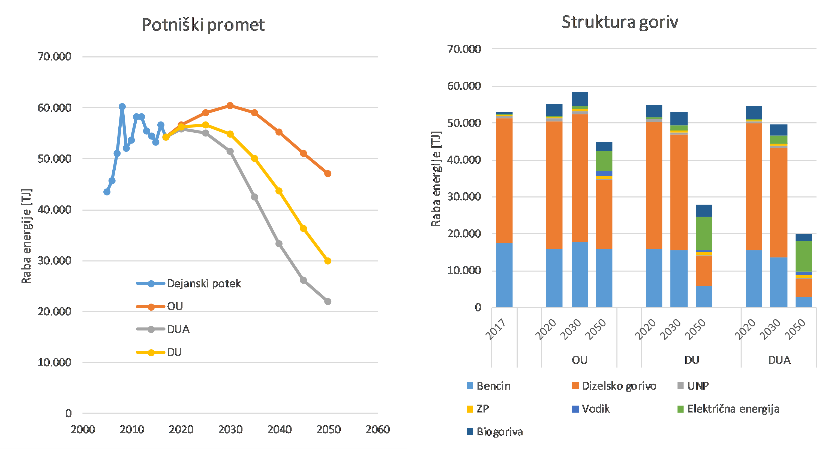 Potniški promet
70.000
60.000
50.000
40.000
30.000
20.000
10.000
0
Raba energije [TJ]
2000 2010 2020 2030 2040 2050 2060
Dejanski potek
OU
DUA
DU
Struktura goriv
70.000
60.000
50.000
40.000
30.000
20.000
10.000
0
Raba energije [TJ]
2017 2020 2030 2050 2020 2030 2050 2020 2030 2050
OU DU DUA
Bencin Dizelsko gorivo UNP
ZP Vodik Električna energija
Biogoriva